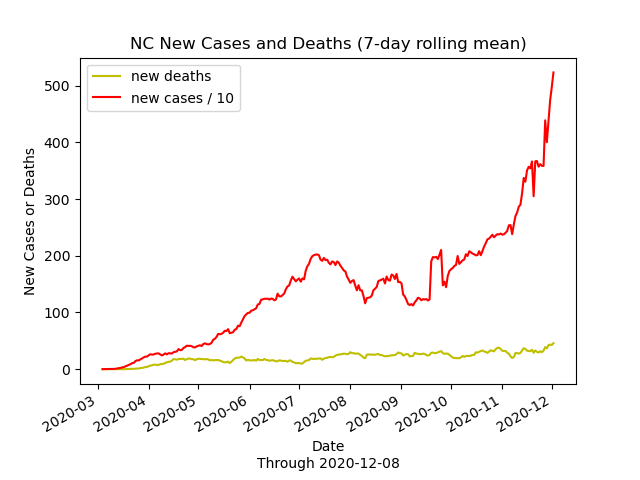 NC New Cases and Deaths (7-day rolling mean)
new deaths
new cases / 10
500
400
300
200
100
0
New Cases or Deaths
2020-03
2020-04
2020-05
2020-06
2020-07
2020-08
2020-09
2020-10
2020-11
2020-12
Date
Through 2020-12-08